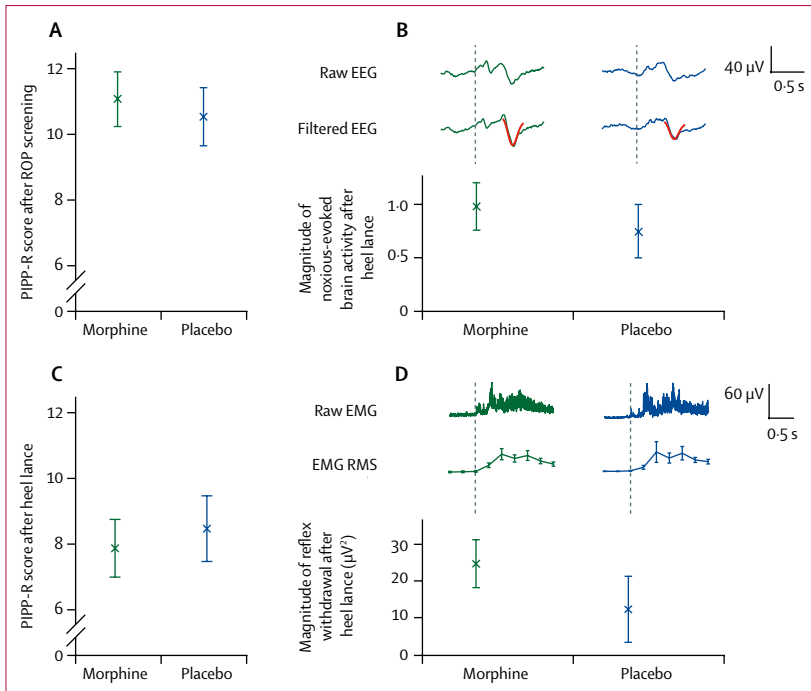 A
PIPP-R score after ROP screening
12
10
8
6
0
Morphine
Placebo
B
Raw EEG
40 µV
0·5 s
Filtered EEG
Magnitude of
noxious-evoked
brain activity after
heel lance
1·0
0·5
0
Morphine
Placebo
C
PIPP-R score after heel lance
12
10
8
6
0
Morphine
Placebo
D
Raw EMG
60 µV
0·5 s
EMG RMS
Magnitude of reflex
withdrawal after
heel lance (µV²)
30
20
10
0
Morphine
Placebo